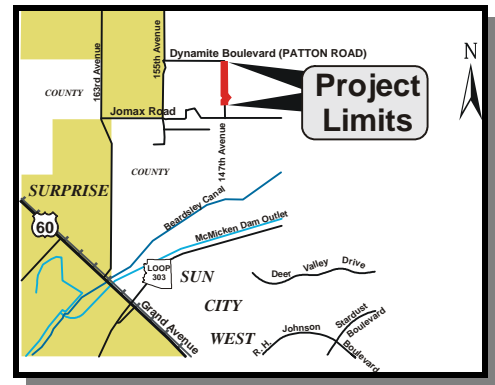 163rd Avenue
155th Avenue
Dynamite Boulevard (PATTON ROAD)
N
COUNTY
Project
Limits
Jomax Road
147th Avenue
COUNTY
SURPRISE
Beardsley Canal
McMicken Dam Outlet
60
LOOP
303
SUN
CITY
WEST
Deer Valley Drive
Grand Avenue
R. H. Johnson Boulevard
Stardust
Boulevard